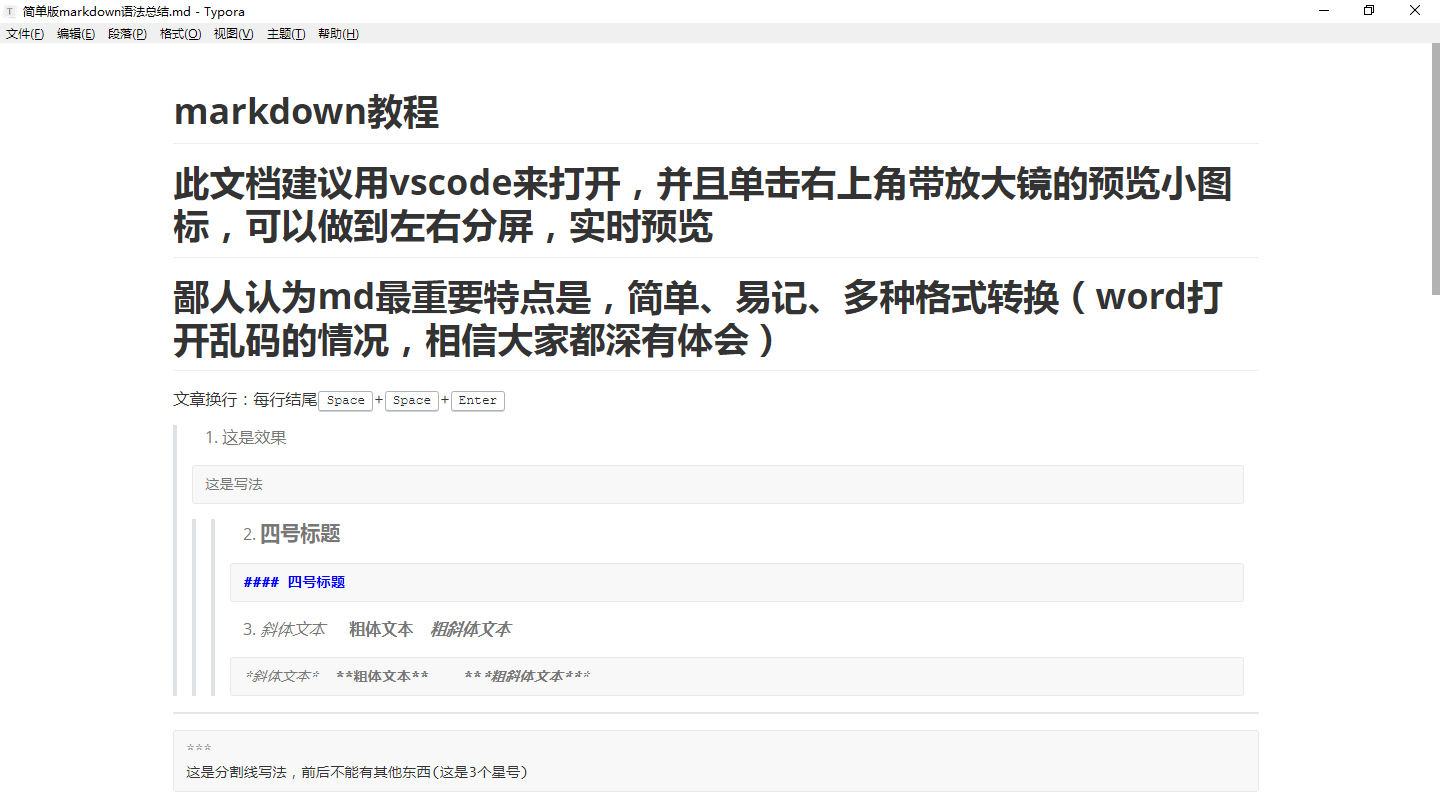 T 简单版markdown语法总结.md - Typora
文件(F) 编辑(E) 段落(P) 格式(O) 视图(V) 主题(T) 帮助(H)
markdown教程
此文档建议用vscode来打开，并且单击右上角带放大镜的预览小图
标，可以做到左右分屏，实时预览
鄙人认为md最重要特点是，简单、易记、多种格式转换（word打
开乱码的情况，相信大家都深有体会）
文章换行：每行结尾Space+Space+Enter
1. 这是效果
这是写法
2. 四号标题
#### 四号标题
3. 斜体文本 粗体文本 粗斜体文本
*斜体文本* **粗体文本** ***粗斜体文本***
***
这是分割线写法，前后不能有其他东西(这是3个星号)